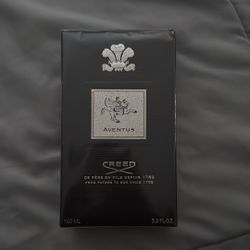 AVENTUS
CREED
DE PÈRE EN FILS DEPUIS 1760
FROM FATHER TO SON SINCE 1760
100 ML 3.3 FL.OZ.